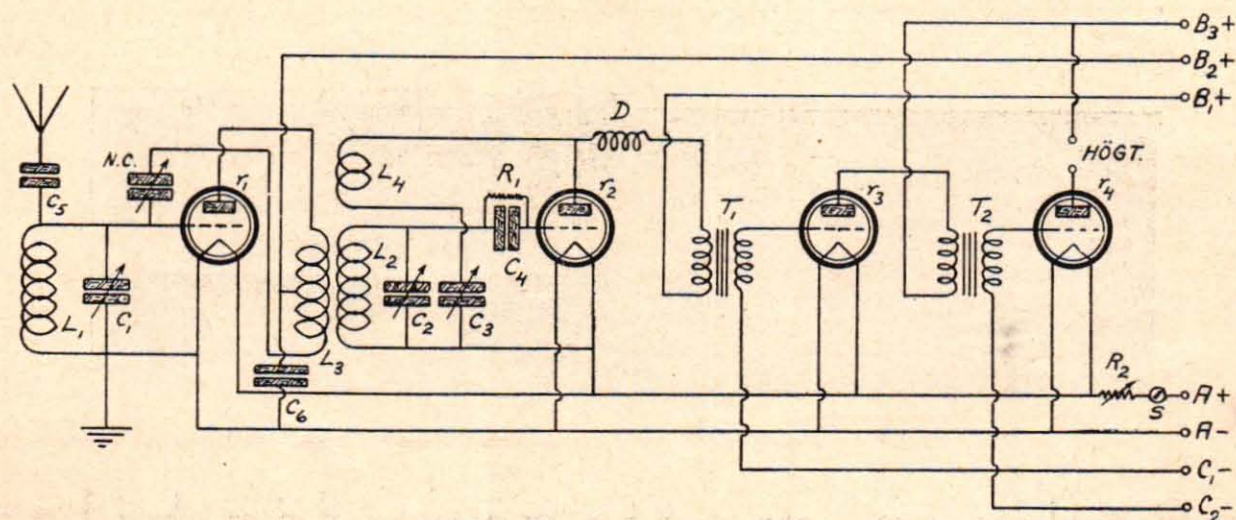 B₃+
B₂+
B₁+
D
HÖGT.
N.C.
r₁
L₄
R₁
r₂
r₃
r₄
C₅
T₁
T₂
L₂
C₄
L₁
C₁
C₂
C₃
L₃
R₂
C₆
S
A+
A-
C₁-
C₂-